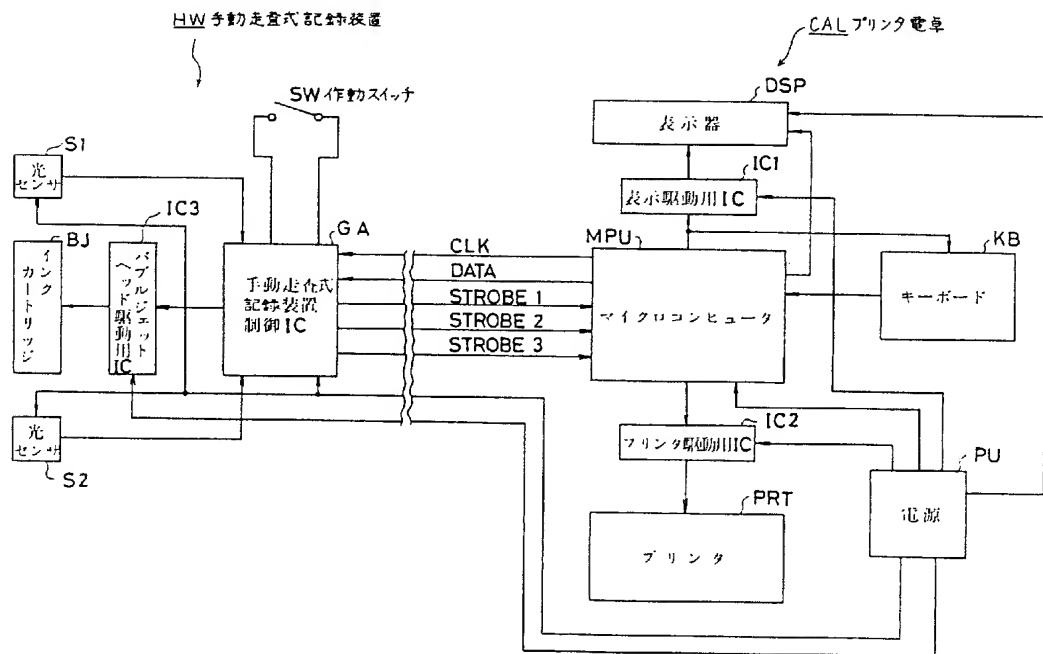 HW 手動走査式記録装置
CAL プリンタ電卓
SW 作動スイッチ
DSP
表示器
S1
光
センサ
IC1
表示駆動用IC
IC3
バブルジェット
ヘッド駆動用
IC
BJ
インク
カートリッジ
GA
手動走査式
記録装置
制御IC
CLK
DATA
STROBE 1
STROBE 2
STROBE 3
MPU
マイクロコンピュータ
KB
キーボード
光
センサ
S2
IC2
プリンタ駆動用IC
PU
電源
PRT
プリンタ